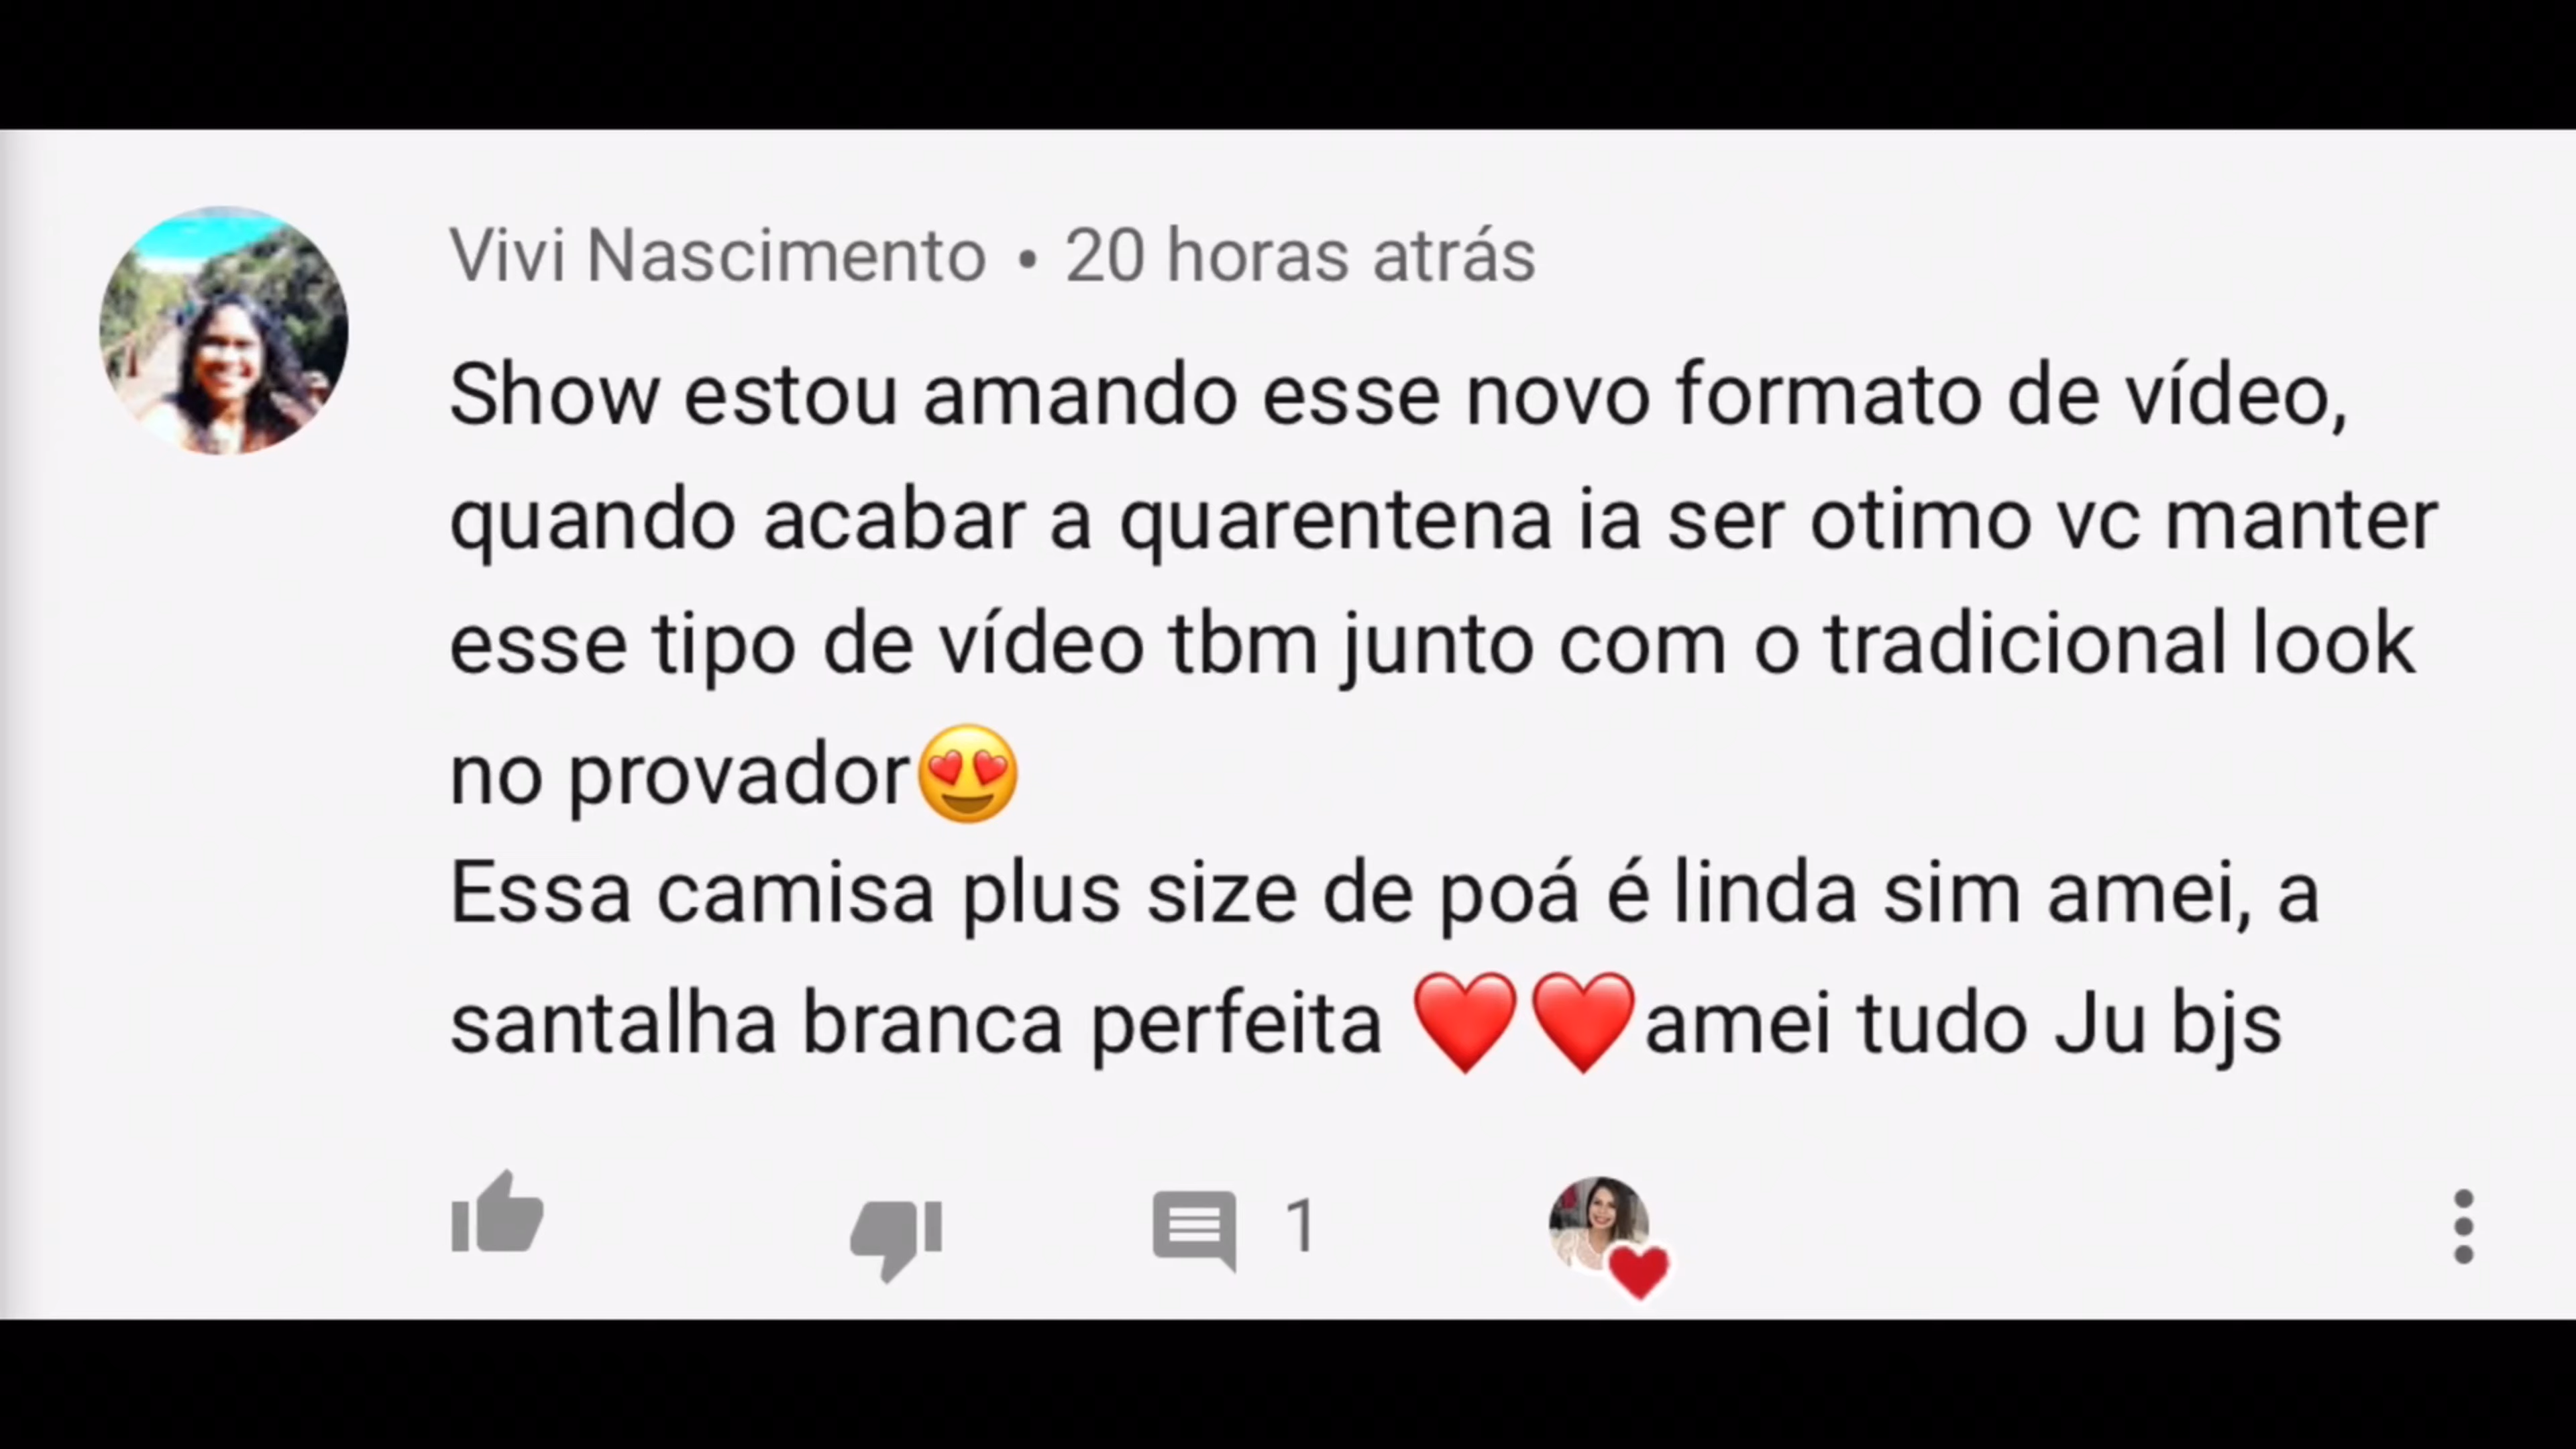 Vivi Nascimento • 20 horas atrás
Show estou amando esse novo formato de vídeo,
quando acabar a quarentena ia ser otimo vc manter
esse tipo de vídeo tbm junto com o tradicional look
no provador😍
Essa camisa plus size de poá é linda sim amei, a
santalha branca perfeita ❤️❤️amei tudo Ju bjs
1